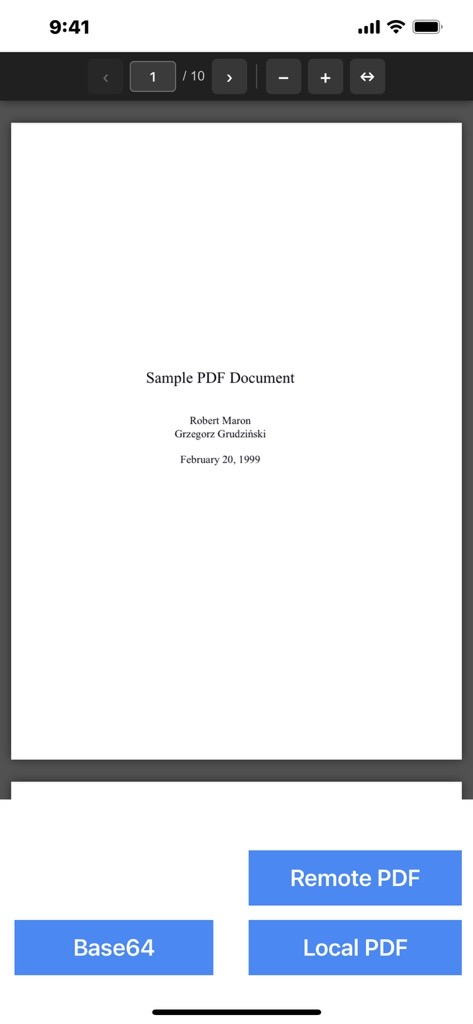 9:41
1 / 10
Sample PDF Document
Robert Maron
Grzegorz Grudziński
February 20, 1999
Remote PDF
Base64 Local PDF